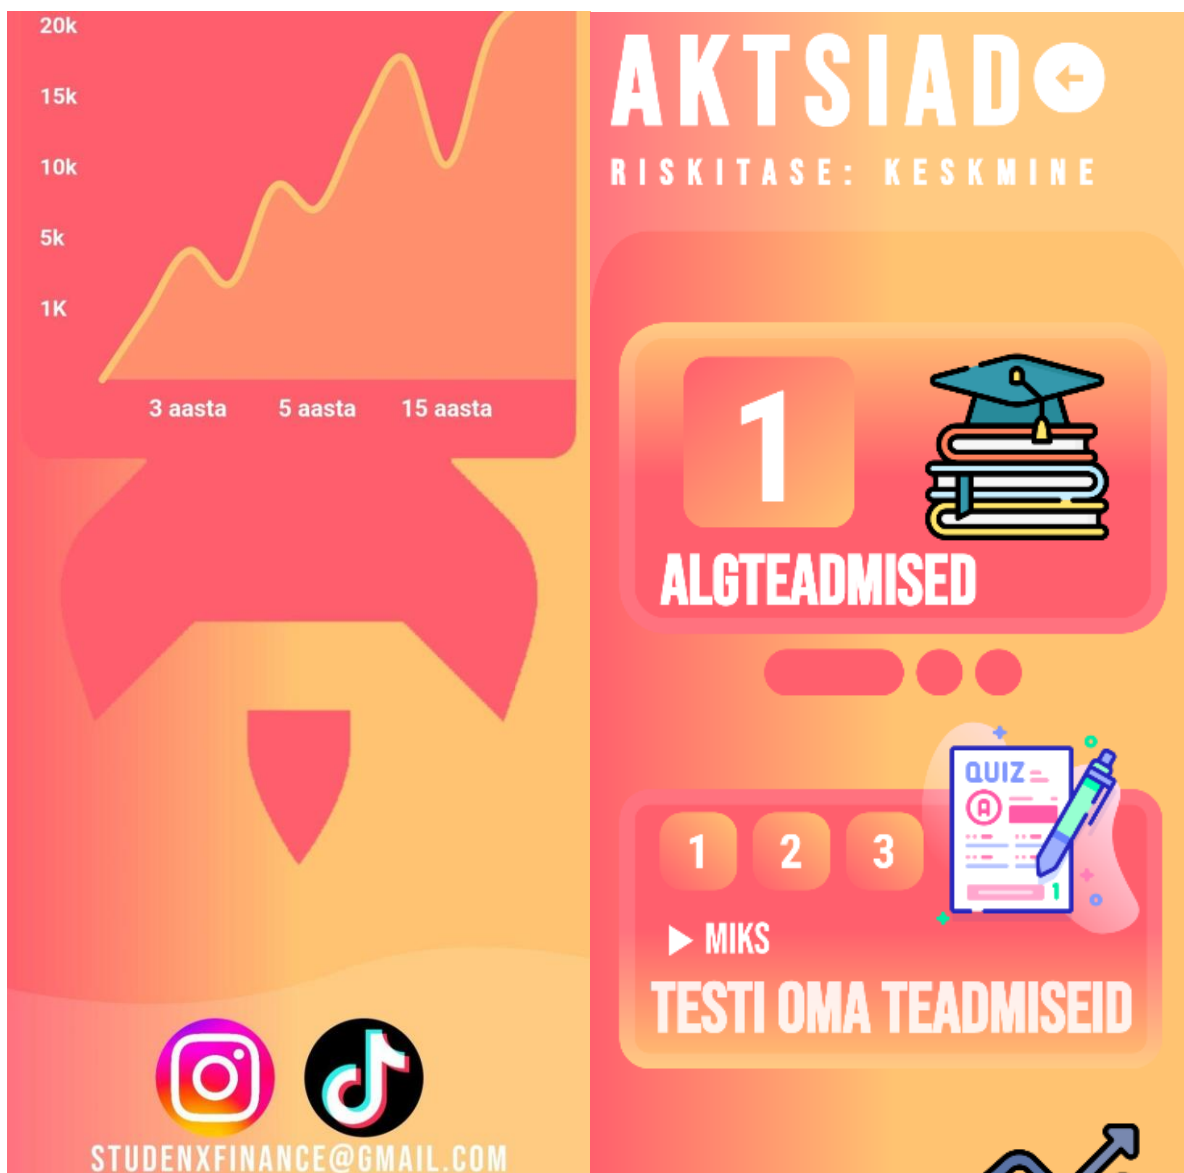 20k
15k
10k
5k
1K
3 aasta 5 aasta 15 aasta
STUDENXFINANCE@GMAIL.COM
AKTSIAD
RISKITASE: KESKMINE
1
ALGTEADMISED
QUIZ
A
1
1 2 3
MIKS
TESTI OMA TEADMISEID